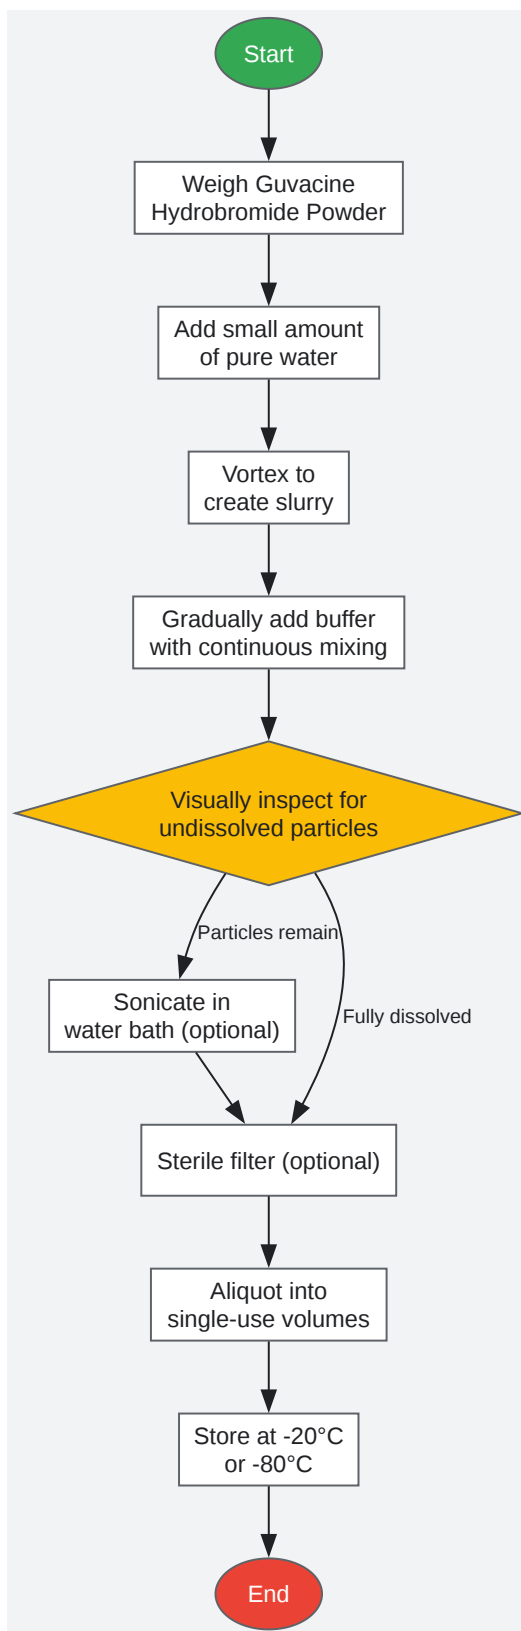 Start
Weigh Guvacine
Hydrobromide Powder
Add small amount
of pure water
Vortex to
create slurry
Gradually add buffer
with continuous mixing
Visually inspect for
undissolved particles
Particles remain
Sonicate in
water bath (optional)
Fully dissolved
Sterile filter (optional)
Aliquot into
single-use volumes
Store at -20°C
or -80°C
End